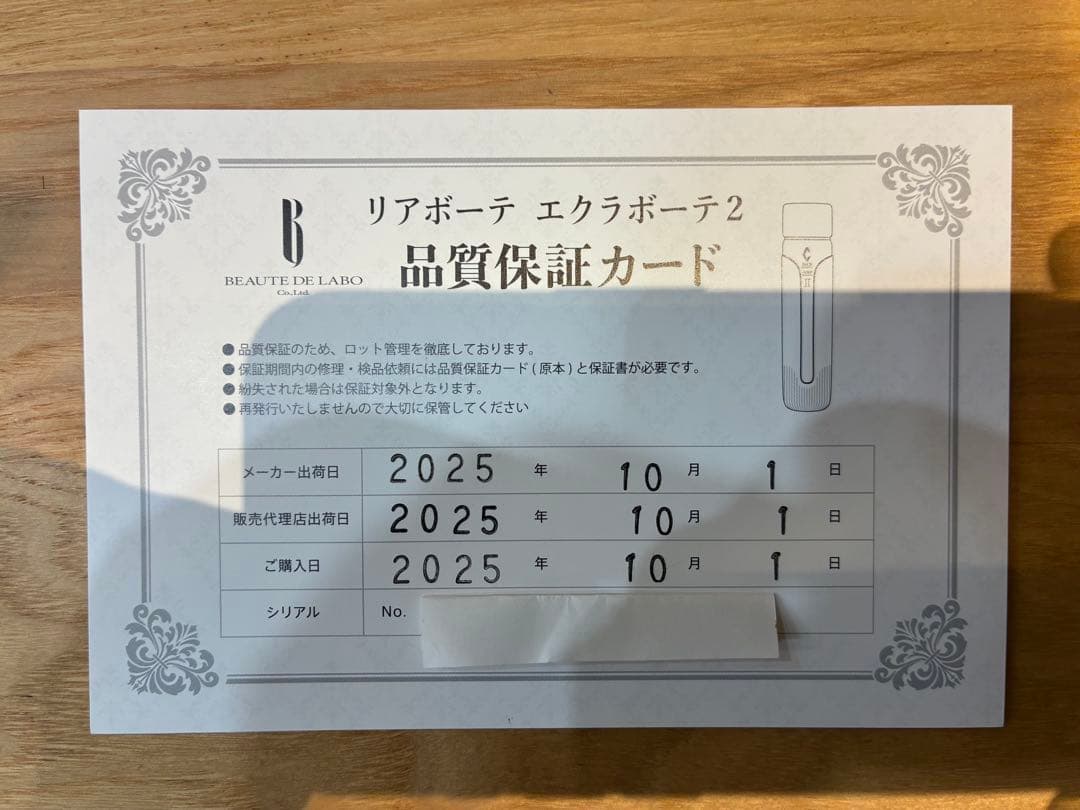 リアボーテ エクラボーテ2
品質保証カード
B
BEAUTE DE LABO
Co.,Ltd.
●品質保証のため、ロット管理を徹底しております。
●保証期間内の修理・検品依頼には品質保証カード(原本)と保証書が必要です。
●紛失された場合は保証対象外となります。
●再発行いたしませんので大切に保管してください
メーカー出荷日 2025 年 10 月 1 日
販売代理店出荷日 2025 年 10 月 1 日
ご購入日 2025 年 10 月 1 日
シリアル No.